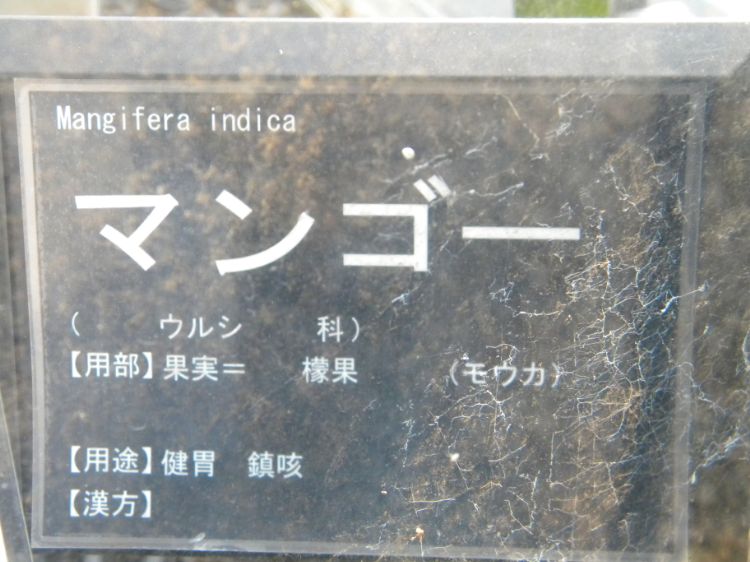 Mangifera indica
マンゴー
（　ウルシ　科）
【用部】果実＝　檬果　（モウカ）
【用途】健胃　鎮咳
【漢方】